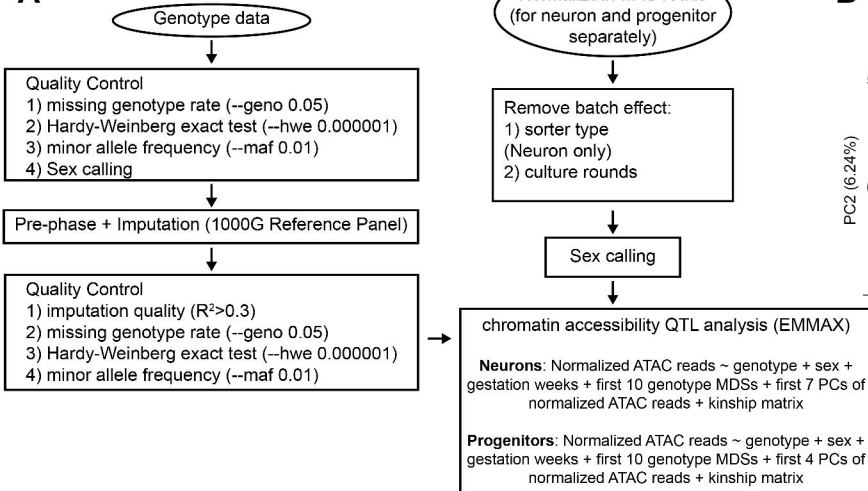 Genotype data
Quality Control
1) missing genotype rate (--geno 0.05)
2) Hardy-Weinberg exact test (--hwe 0.000001)
3) minor allele frequency (--maf 0.01)
4) Sex calling
Pre-phase + Imputation (1000G Reference Panel)
Quality Control
1) imputation quality (R²>0.3)
2) missing genotype rate (--geno 0.05)
3) Hardy-Weinberg exact test (--hwe 0.000001)
4) minor allele frequency (--maf 0.01)
(for neuron and progenitor
separately)
Remove batch effect:
1) sorter type
(Neuron only)
2) culture rounds
Sex calling
chromatin accessibility QTL analysis (EMMAX)
Neurons: Normalized ATAC reads ~ genotype + sex +
gestation weeks + first 10 genotype MDSs + first 7 PCs of
normalized ATAC reads + kinship matrix
Progenitors: Normalized ATAC reads ~ genotype + sex +
gestation weeks + first 10 genotype MDSs + first 4 PCs of
normalized ATAC reads + kinship matrix
PC2 (6.24%)